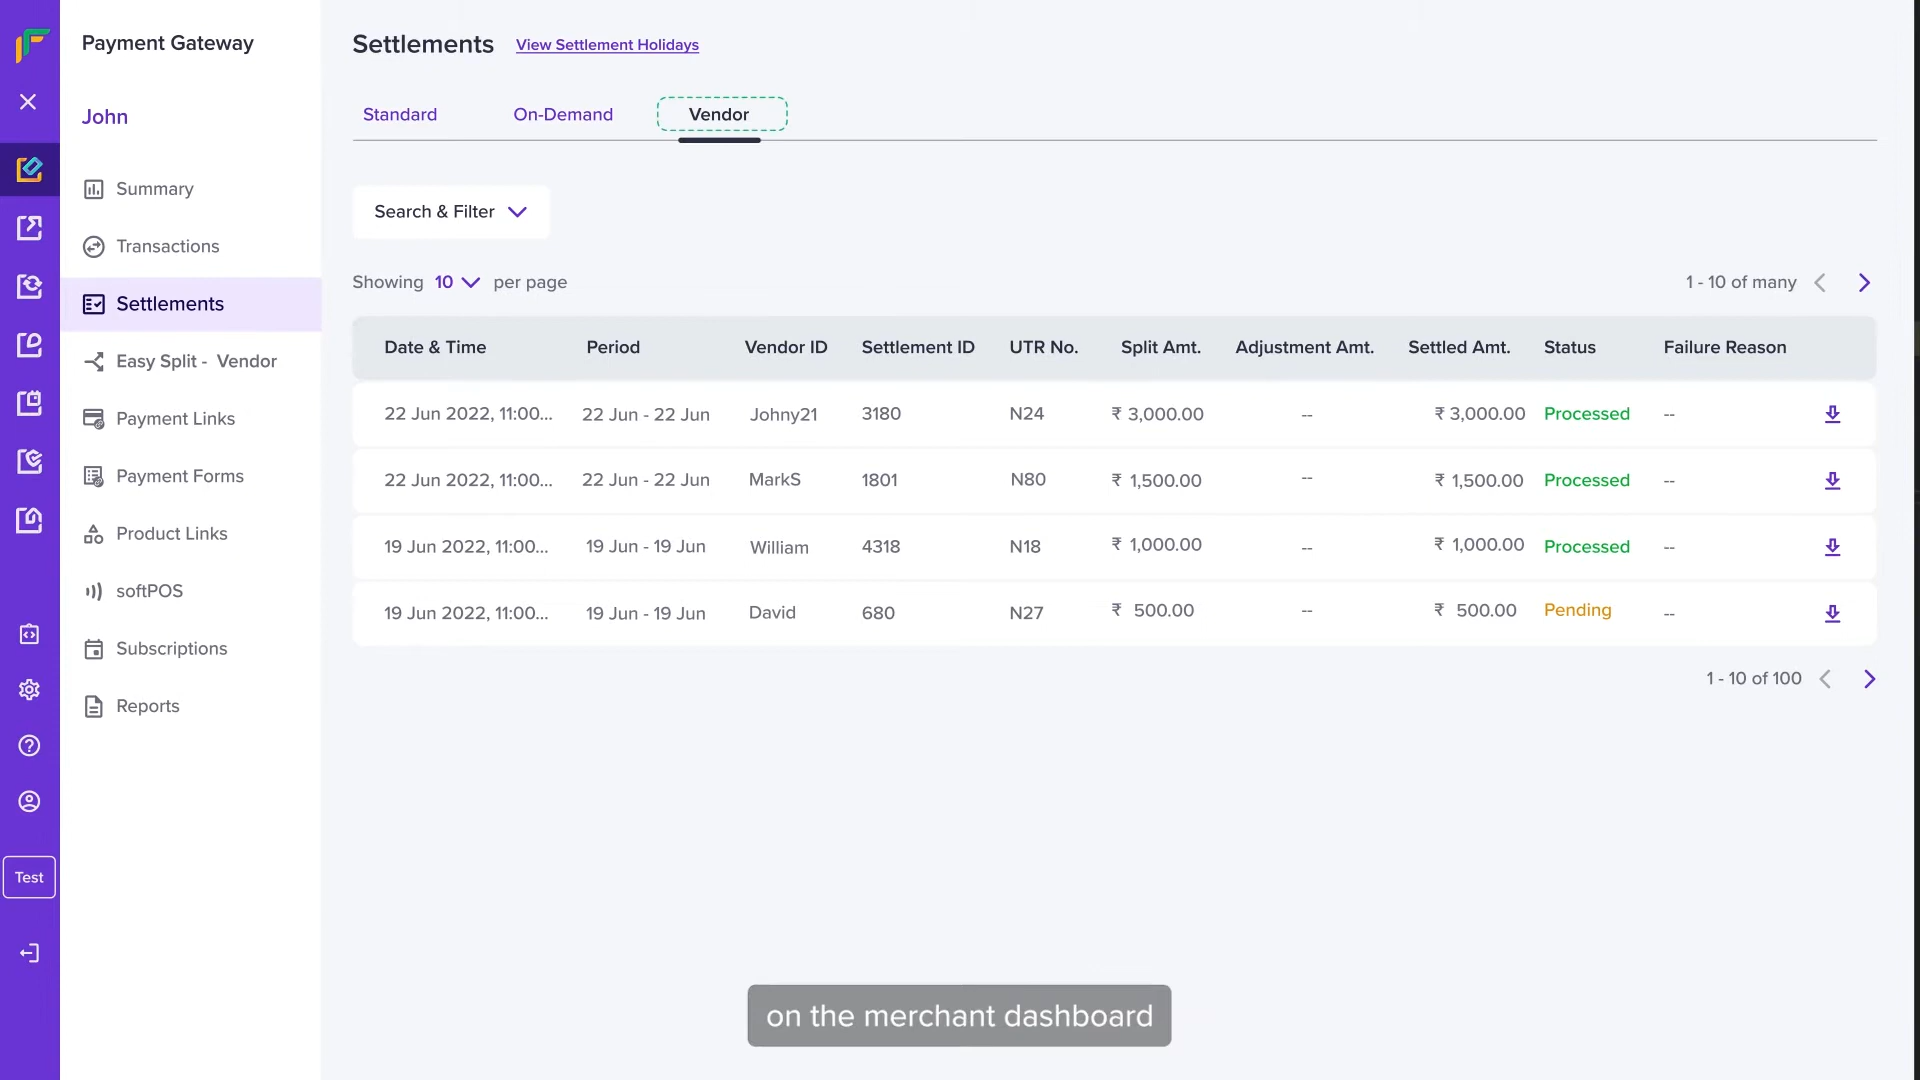 Payment Gateway
John
Summary
Transactions
Settlements
Easy Split - Vendor
Payment Links
Payment Forms
Product Links
softPOS
Subscriptions
Reports
Test
Settlements View Settlement Holidays
Standard On-Demand Vendor
Search & Filter
Showing 10 per page 1 - 10 of many
Date & Time Period Vendor ID Settlement ID UTR No. Split Amt. Adjustment Amt. Settled Amt. Status Failure Reason
22 Jun 2022, 11:00... 22 Jun - 22 Jun Johny21 3180 N24 ₹ 3,000.00 -- ₹ 3,000.00 Processed --
22 Jun 2022, 11:00... 22 Jun - 22 Jun MarkS 1801 N80 ₹ 1,500.00 -- ₹ 1,500.00 Processed --
19 Jun 2022, 11:00... 19 Jun - 19 Jun William 4318 N18 ₹ 1,000.00 -- ₹ 1,000.00 Processed --
19 Jun 2022, 11:00... 19 Jun - 19 Jun David 680 N27 ₹ 500.00 -- ₹ 500.00 Pending --
1 - 10 of 100
on the merchant dashboard